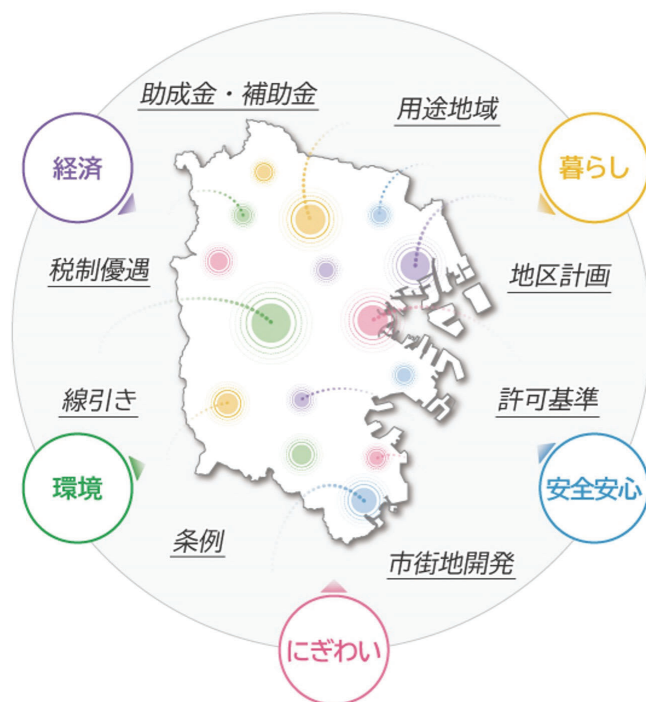 助成金・補助金
用途地域
経済
暮らし
税制優遇
地区計画
線引き
許可基準
環境
安全安心
条例
市街地開発
にぎわい